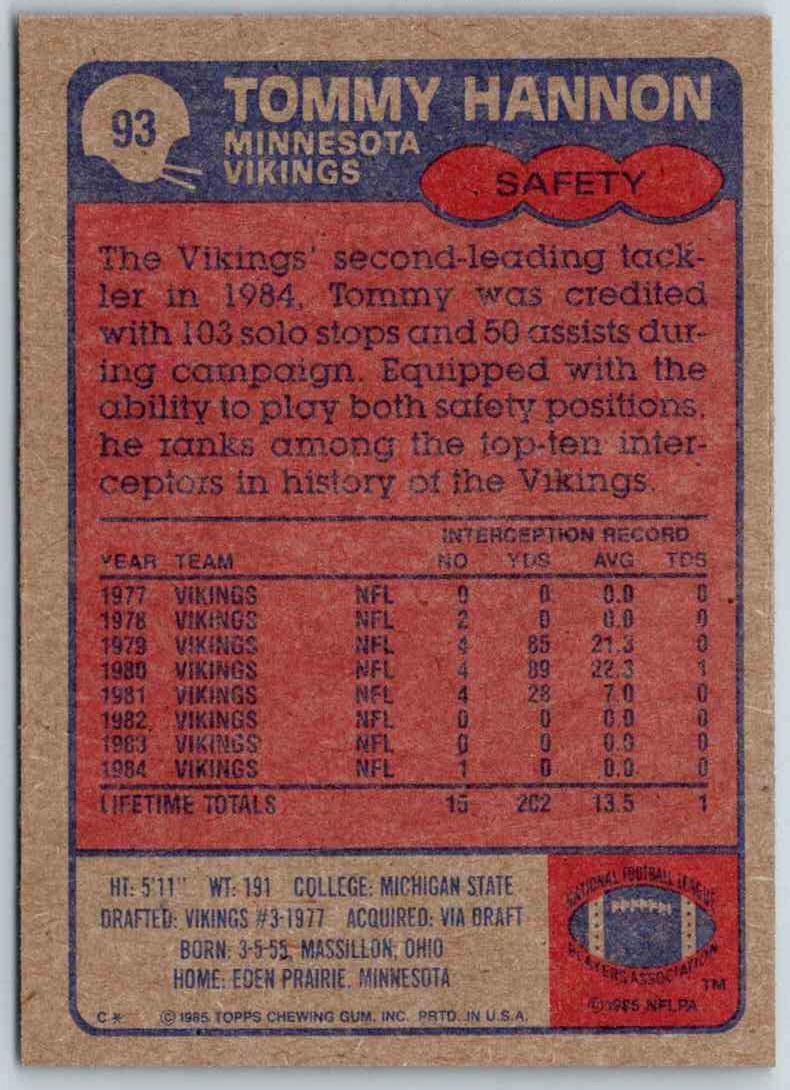 93
TOMMY HANNON
MINNESOTA
VIKINGS
SAFETY
The Vikings' second-leading tack-
ler in 1984, Tommy was credited
with 103 solo stops and 50 assists dur-
ing campaign. Equipped with the
ability to play both safety positions,
he ranks among the top-ten inter-
ceptors in history of the Vikings.
INTERCEPTION RECORD
YEAR TEAM NO YDS AVG TDS
1977 VIKINGS NFL 0 0 0.0 0
1978 VIKINGS NFL 2 0 0.0 0
1979 VIKINGS NFL 4 85 21.3 0
1980 VIKINGS NFL 4 89 22.3 1
1981 VIKINGS NFL 4 28 7.0 0
1982 VIKINGS NFL 0 0 0.0 0
1983 VIKINGS NFL 0 0 0.0 0
1984 VIKINGS NFL 1 0 0.0 0
LIFETIME TOTALS 15 202 13.5 1
HT: 5'11" WT: 191 COLLEGE: MICHIGAN STATE
DRAFTED: VIKINGS #3-1977 ACQUIRED: VIA DRAFT
BORN: 3-5-55, MASSILLON, OHIO
HOME: EDEN PRAIRIE, MINNESOTA
C* © 1985 TOPPS CHEWING GUM, INC. PRTD. IN U.S.A.
NATIONAL FOOTBALL LEAGUE
PLAYERS ASSOCIATION
TM
© 1985 NFLPA